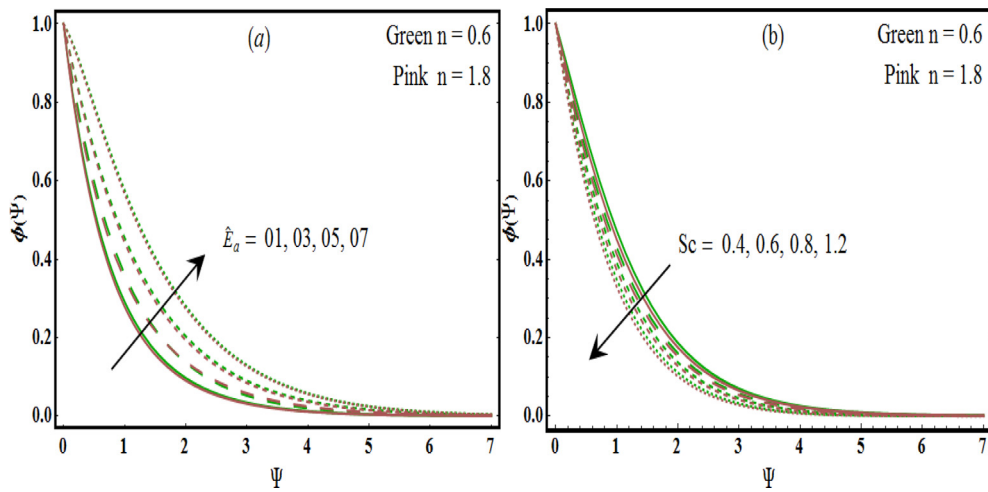 (a)
Green n = 0.6
Pink n = 1.8
Êₐ = 01, 03, 05, 07
1.0
0.8
0.6
0.4
0.2
0.0
Φ(Ψ)
0 1 2 3 4 5 6 7
Ψ
(b)
Green n = 0.6
Pink n = 1.8
Sc = 0.4, 0.6, 0.8, 1.2
1.0
0.8
0.6
0.4
0.2
0.0
Φ(Ψ)
0 1 2 3 4 5 6 7
Ψ